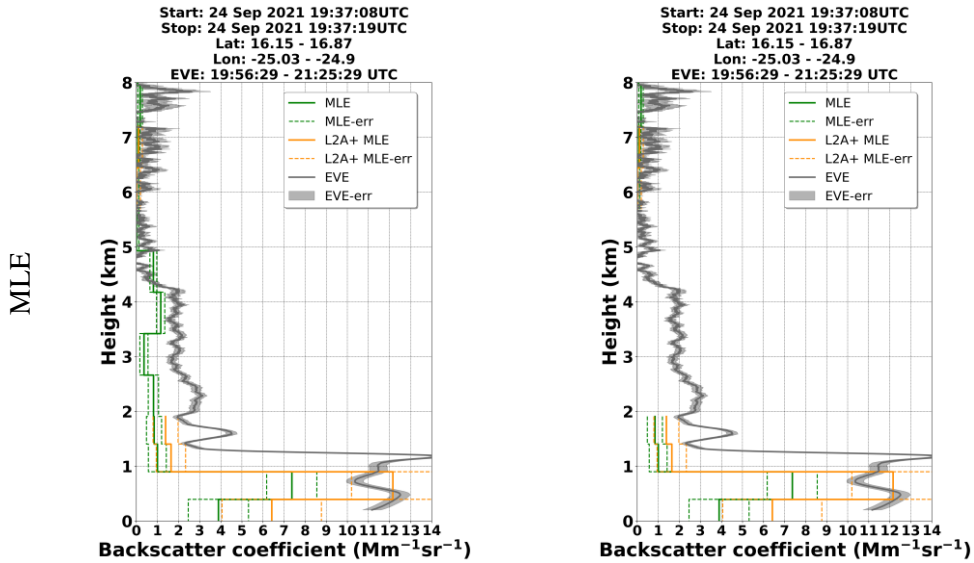 Start: 24 Sep 2021 19:37:08UTC
Stop: 24 Sep 2021 19:37:19UTC
Lat: 16.15 - 16.87
Lon: -25.03 - -24.9
EVE: 19:56:29 - 21:25:29 UTC
MLE
Height (km)
8
7
6
5
4
3
2
1
0
MLE
MLE-err
L2A+ MLE
L2A+ MLE-err
EVE
EVE-err
0 1 2 3 4 5 6 7 8 9 10 11 12 13 14
Backscatter coefficient (Mm⁻¹sr⁻¹)
Start: 24 Sep 2021 19:37:08UTC
Stop: 24 Sep 2021 19:37:19UTC
Lat: 16.15 - 16.87
Lon: -25.03 - -24.9
EVE: 19:56:29 - 21:25:29 UTC
Height (km)
8
7
6
5
4
3
2
1
0
MLE
MLE-err
L2A+ MLE
L2A+ MLE-err
EVE
EVE-err
0 1 2 3 4 5 6 7 8 9 10 11 12 13 14
Backscatter coefficient (Mm⁻¹sr⁻¹)